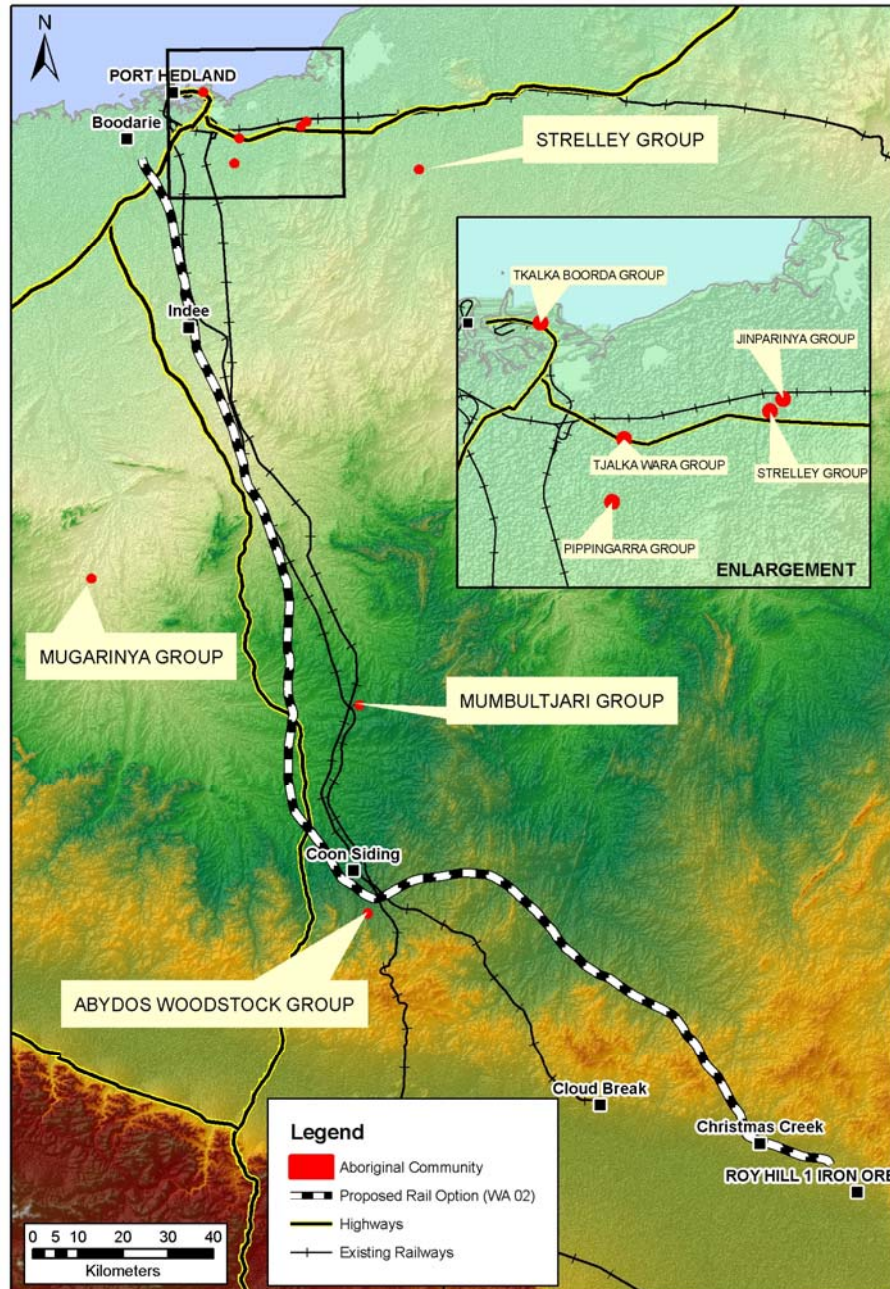 N
PORT HEDLAND
Boodarie
STRELLEY GROUP
TKALKA BOORDA GROUP
JINPARINYA GROUP
TJALKA WARA GROUP
STRELLEY GROUP
PIPPINGARRA GROUP
ENLARGEMENT
Indee
MUGARINYA GROUP
MUMBULTJARI GROUP
Coon Siding
ABYDOS WOODSTOCK GROUP
Cloud Break
Christmas Creek
ROY HILL 1 IRON ORE
Legend
Aboriginal Community
Proposed Rail Option (WA 02)
Highways
Existing Railways
0 5 10 20 30 40
Kilometers